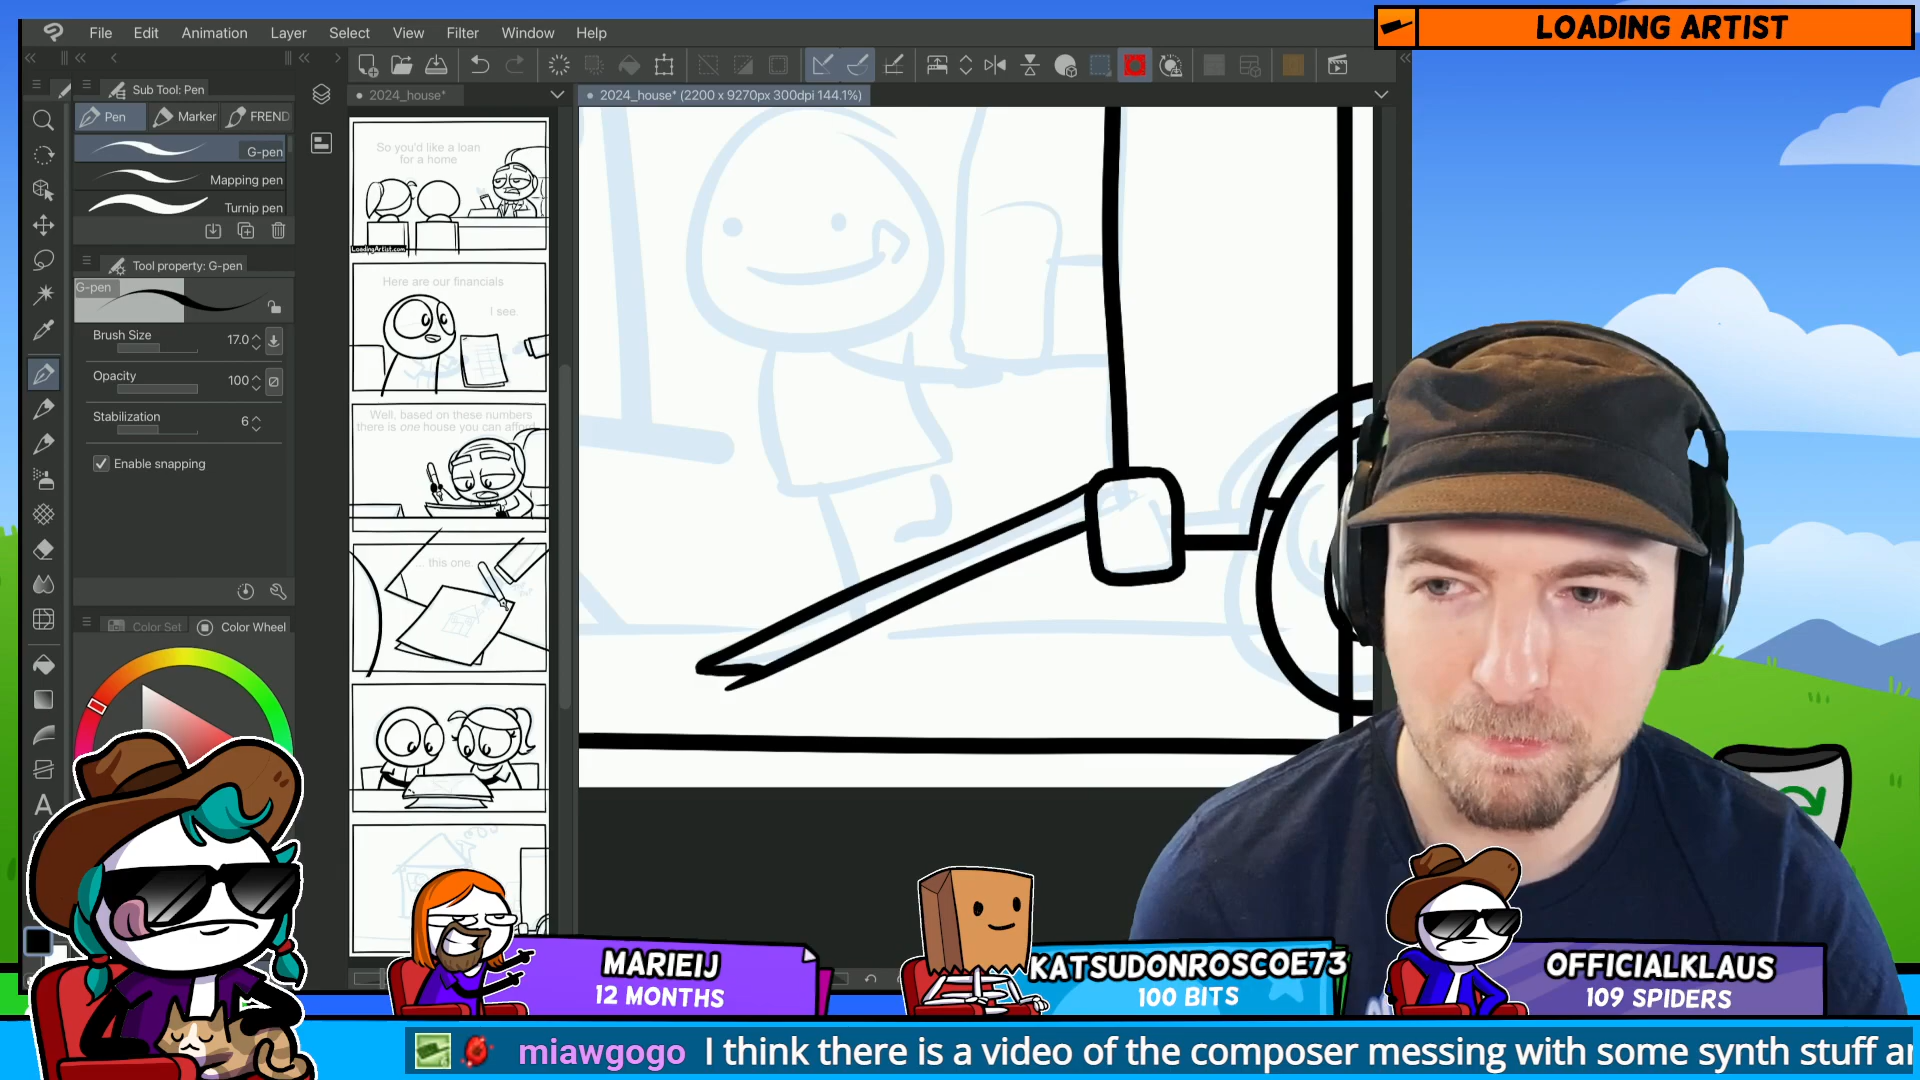 File Edit Animation Layer Select View Filter Window Help
LOADING ARTIST
Sub Tool: Pen
2024_house*
2024_house* (2200 x 9270px 300dpi 144.1%)
Pen Marker FREND
G-pen
Mapping pen
Turnip pen
Tool property: G-pen
G-pen
Brush Size 17.0
Opacity 100
Stabilization 6
Enable snapping
Color Set Color Wheel
So you'd like a loan
for a home
LoadingArtist.com
Here are our financials
I see
Well, based on these numbers
there is one house you can afford
... this one.
A
MARIEIJ
12 MONTHS
KATSUDONROSCOE73
100 BITS
OFFICIALKLAUS
109 SPIDERS
miawgogo I think there is a video of the composer messing with some synth stuff